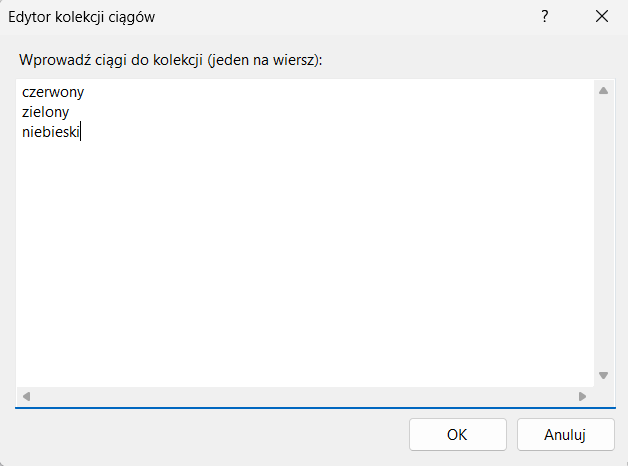 Edytor kolekcji ciągów ?
Wprowadź ciągi do kolekcji (jeden na wiersz):
czerwony
zielony
niebieski
OK Anuluj